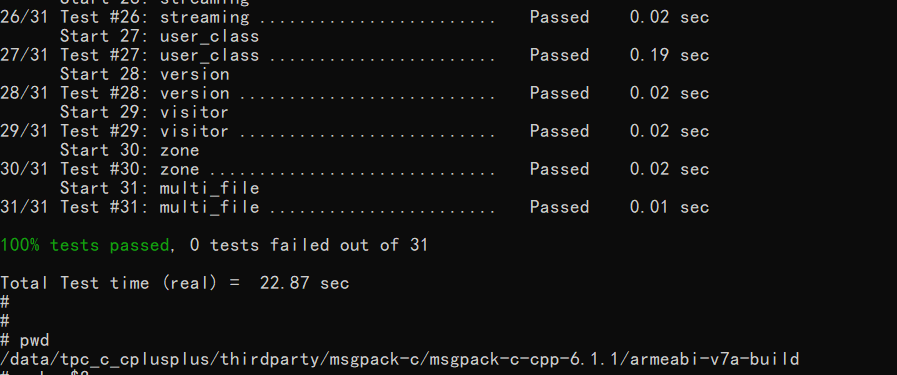 26/31 Test #26: streaming ........................ Passed 0.02 sec
Start 27: user_class
27/31 Test #27: user_class ....................... Passed 0.19 sec
Start 28: version
28/31 Test #28: version .......................... Passed 0.02 sec
Start 29: visitor
29/31 Test #29: visitor .......................... Passed 0.02 sec
Start 30: zone
30/31 Test #30: zone ............................. Passed 0.02 sec
Start 31: multi_file
31/31 Test #31: multi_file ....................... Passed 0.01 sec
100% tests passed, 0 tests failed out of 31
Total Test time (real) = 22.87 sec
#
#
# pwd
/data/tpc_c_cplusplus/thirdparty/msgpack-c/msgpack-c-cpp-6.1.1/armeabi-v7a-build